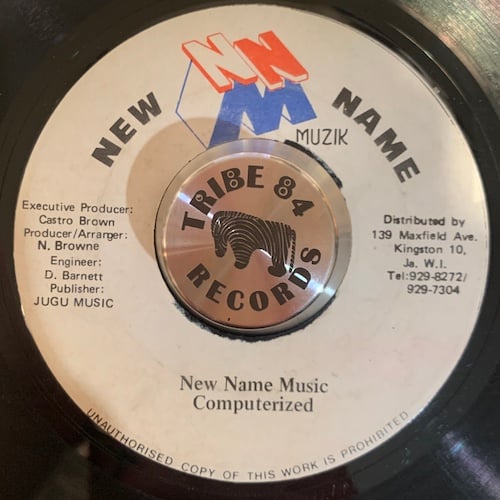 NNM
NEW NAME
MUZIK
TRIBE 84
RECORDS
Executive Producer:
Castro Brown
Producer/Arranger:
N. Browne
Engineer:
D. Barnett
Publisher:
JUGU MUSIC
Distributed by
139 Maxfield Ave.
Kingston 10,
Ja. W.I.
Tel:929-8272/
929-7304
New Name Music
Computerized
UNAUTHORISED COPY OF THIS WORK IS PROHIBITED